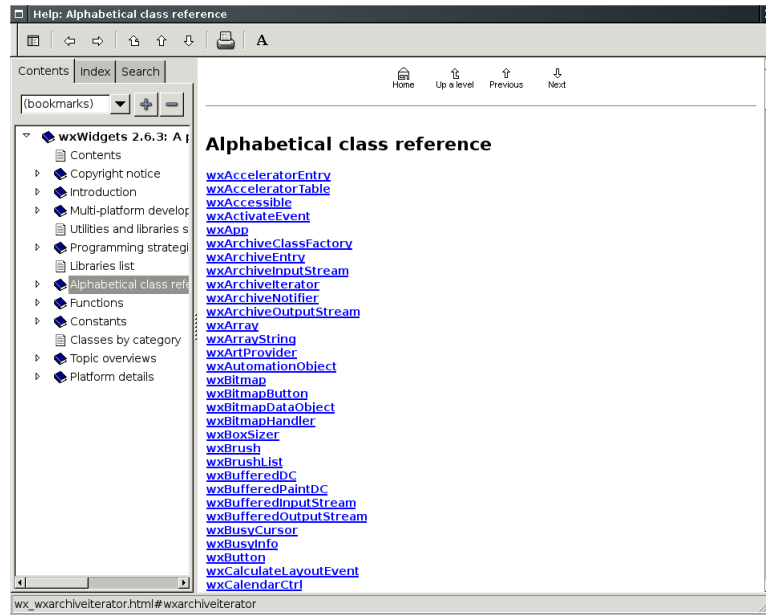 Help: Alphabetical class reference
A
Contents Index Search
(bookmarks)
wxWidgets 2.6.3: A
Contents
Copyright notice
Introduction
Multi-platform develop
Utilities and libraries s
Programming strategi
Libraries list
Alphabetical class refe
Functions
Constants
Classes by category
Topic overviews
Platform details
Home Up a level Previous Next
Alphabetical class reference
wxAcceleratorEntry
wxAcceleratorTable
wxAccessible
wxActivateEvent
wxApp
wxArchiveClassFactory
wxArchiveEntry
wxArchiveInputStream
wxArchiveIterator
wxArchiveNotifier
wxArchiveOutputStream
wxArray
wxArrayString
wxArtProvider
wxAutomationObject
wxBitmap
wxBitmapButton
wxBitmapDataObject
wxBitmapHandler
wxBoxSizer
wxBrush
wxBrushList
wxBufferedDC
wxBufferedPaintDC
wxBufferedInputStream
wxBufferedOutputStream
wxBusyCursor
wxBusyInfo
wxButton
wxCalculateLayoutEvent
wxCalendarCtrl
wx_wxarchiveiterator.html#wxarchiveiterator